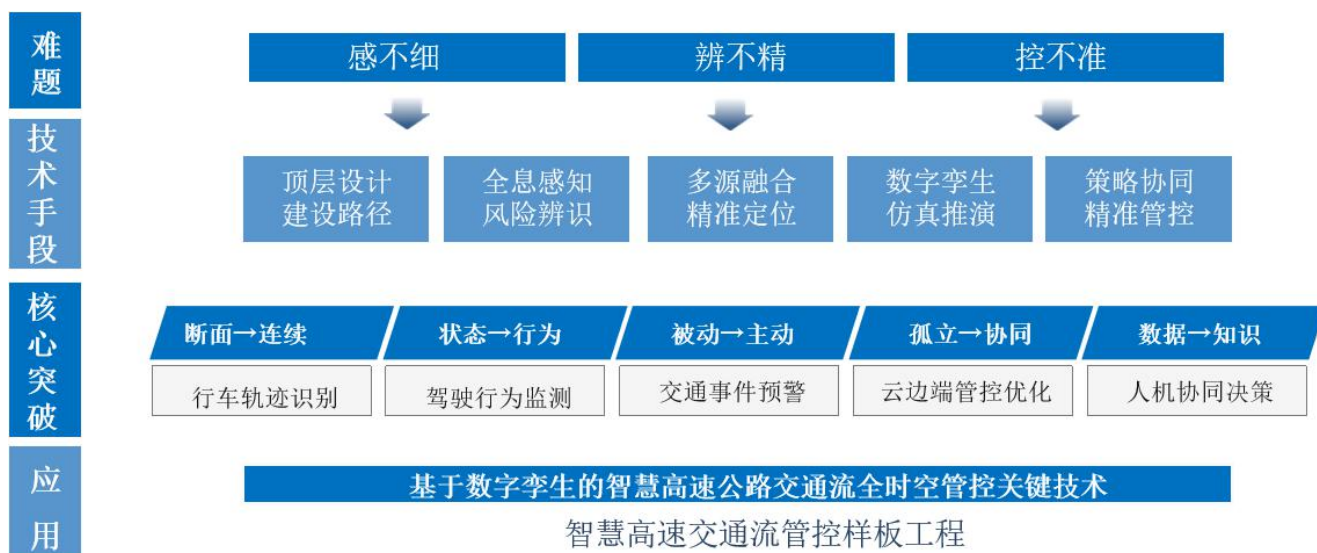 难题
感不细
辨不精
控不准
技术手段
顶层设计
建设路径
全息感知
风险辨识
多源融合
精准定位
数字孪生
仿真推演
策略协同
精准管控
核心突破
断面→连续
状态→行为
被动→主动
孤立→协同
数据→知识
行车轨迹识别
驾驶行为监测
交通事件预警
云边端管控优化
人机协同决策
应用
基于数字孪生的智慧高速公路交通流全时空管控关键技术
智慧高速交通流管控样板工程